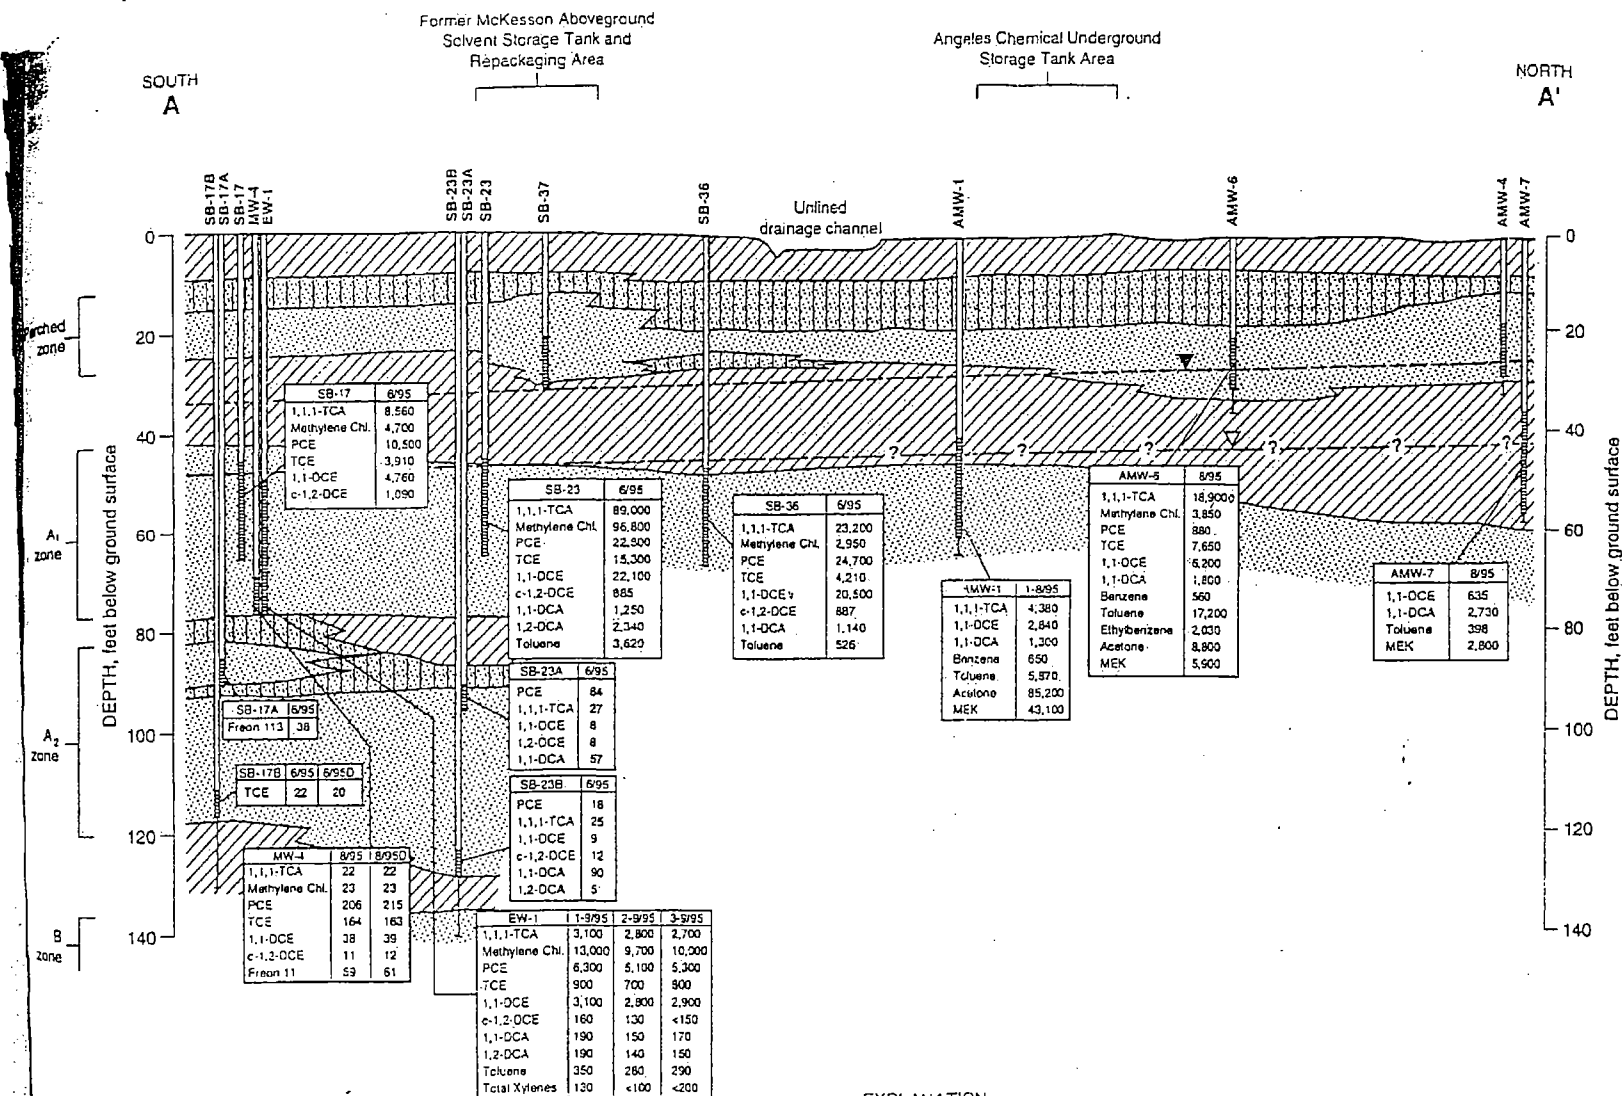 Former McKesson Aboveground
Solvent Storage Tank and
Repackaging Area
Angeles Chemical Underground
Storage Tank Area
SOUTH
A
NORTH
A'
SB-17B
SB-17A
SB-17
MW-4
EW-1
SB-23B
SB-23A
SB-23
SB-37
SB-36
Unlined
drainage channel
AMW-1
AMW-6
AMW-4
AMW-7
0
20
40
60
80
100
120
140
DEPTH, feet below ground surface
zone
A1
zone
A2
zone
B
zone
0
20
40
60
80
100
120
140
DEPTH, feet below ground surface
? ? ? ? ?
SB-17 6/95
1,1,1-TCA 8,560
Methylene Chl. 4,700
PCE 10,500
TCE 3,910
1,1-DCE 4,760
c-1,2-DCE 1,090
SB-23 6/95
1,1,1-TCA 89,000
Methylene Chl. 96,800
PCE 22,900
TCE 15,300
1,1-DCE 22,100
c-1,2-DCE 885
1,1-DCA 1,250
1,2-DCA 2,340
Toluene 3,620
SB-36 6/95
1,1,1-TCA 23,200
Methylene Chl. 2,950
PCE 24,700
TCE 4,210
1,1-DCE 20,500
c-1,2-DCE 887
1,1-DCA 1,140
Toluene 526
AMW-1 1-8/95
1,1,1-TCA 4,380
1,1-DCE 2,840
1,1-DCA 1,300
Benzene 650
Toluene 5,870
Acetone 85,200
MEK 43,100
AMW-6 8/95
1,1,1-TCA 18,900
Methylene Chl. 3,850
PCE 880
TCE 7,650
1,1-DCE 6,200
1,1-DCA 1,800
Benzene 560
Toluene 17,200
Ethylbenzene 2,030
Acetone 8,800
MEK 5,900
AMW-7 8/95
1,1-DCE 635
1,1-DCA 2,730
Toluene 398
MEK 2,800
SB-23A 6/95
PCE 84
1,1,1-TCA 27
1,1-DCE 8
1,2-DCE 8
1,1-DCA 57
SB-17A 6/95
Freon 113 38
SB-17B 6/95 6/95D
TCE 22 20
SB-23B 6/95
PCE 18
1,1,1-TCA 25
1,1-DCE 9
c-1,2-DCE 12
1,1-DCA 90
1,2-DCA 5
MW-4 8/95 8/95D
1,1,1-TCA 22 22
Methylene Chl. 23 23
PCE 206 215
TCE 164 163
1,1-DCE 38 39
c-1,2-DCE 11 12
Freon 11 59 61
EW-1 1-9/95 2-9/95 3-9/95
1,1,1-TCA 3,100 2,800 2,700
Methylene Chl. 13,000 9,700 10,000
PCE 6,300 5,100 5,300
TCE 900 700 800
1,1-DCE 3,100 2,800 2,900
c-1,2-DCE 160 130 <150
1,1-DCA 190 150 170
1,2-DCA 190 140 150
Toluene 350 280 290
Total Xylenes 130 <100 <200
EXPLANATION